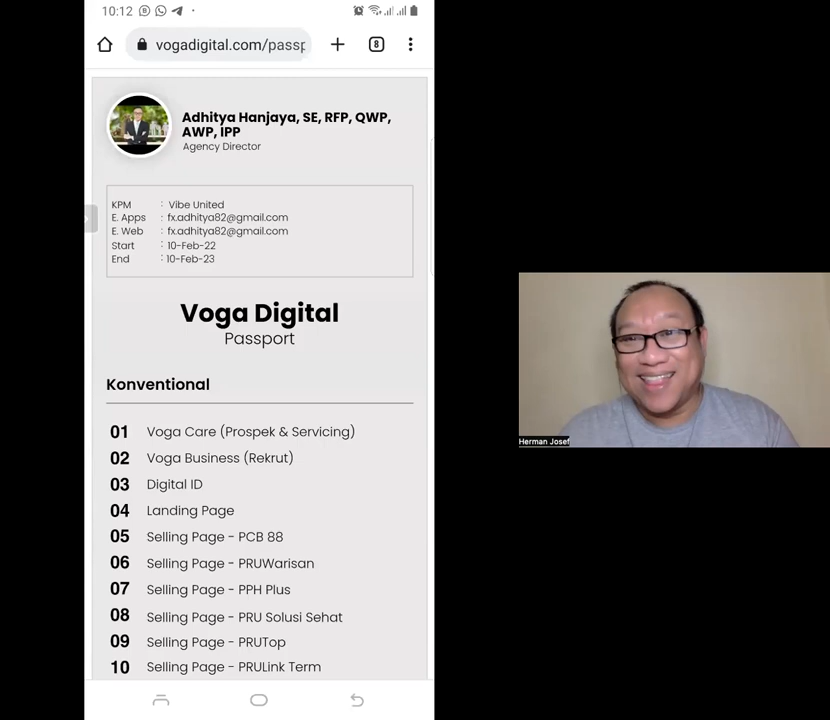 10:12
8
vogadigital.com/passp
Adhitya Hanjaya, SE, RFP, QWP,
AWP, IPP
Agency Director
KPM : Vibe United
E. Apps : fx.adhitya82@gmail.com
E. Web : fx.adhitya82@gmail.com
Start : 10-Feb-22
End : 10-Feb-23
Voga Digital
Passport
Konventional
01 Voga Care (Prospek & Servicing)
02 Voga Business (Rekrut)
03 Digital ID
04 Landing Page
05 Selling Page - PCB 88
06 Selling Page - PRUWarisan
07 Selling Page - PPH Plus
08 Selling Page - PRU Solusi Sehat
09 Selling Page - PRUTop
10 Selling Page - PRULink Term
Herman Josef